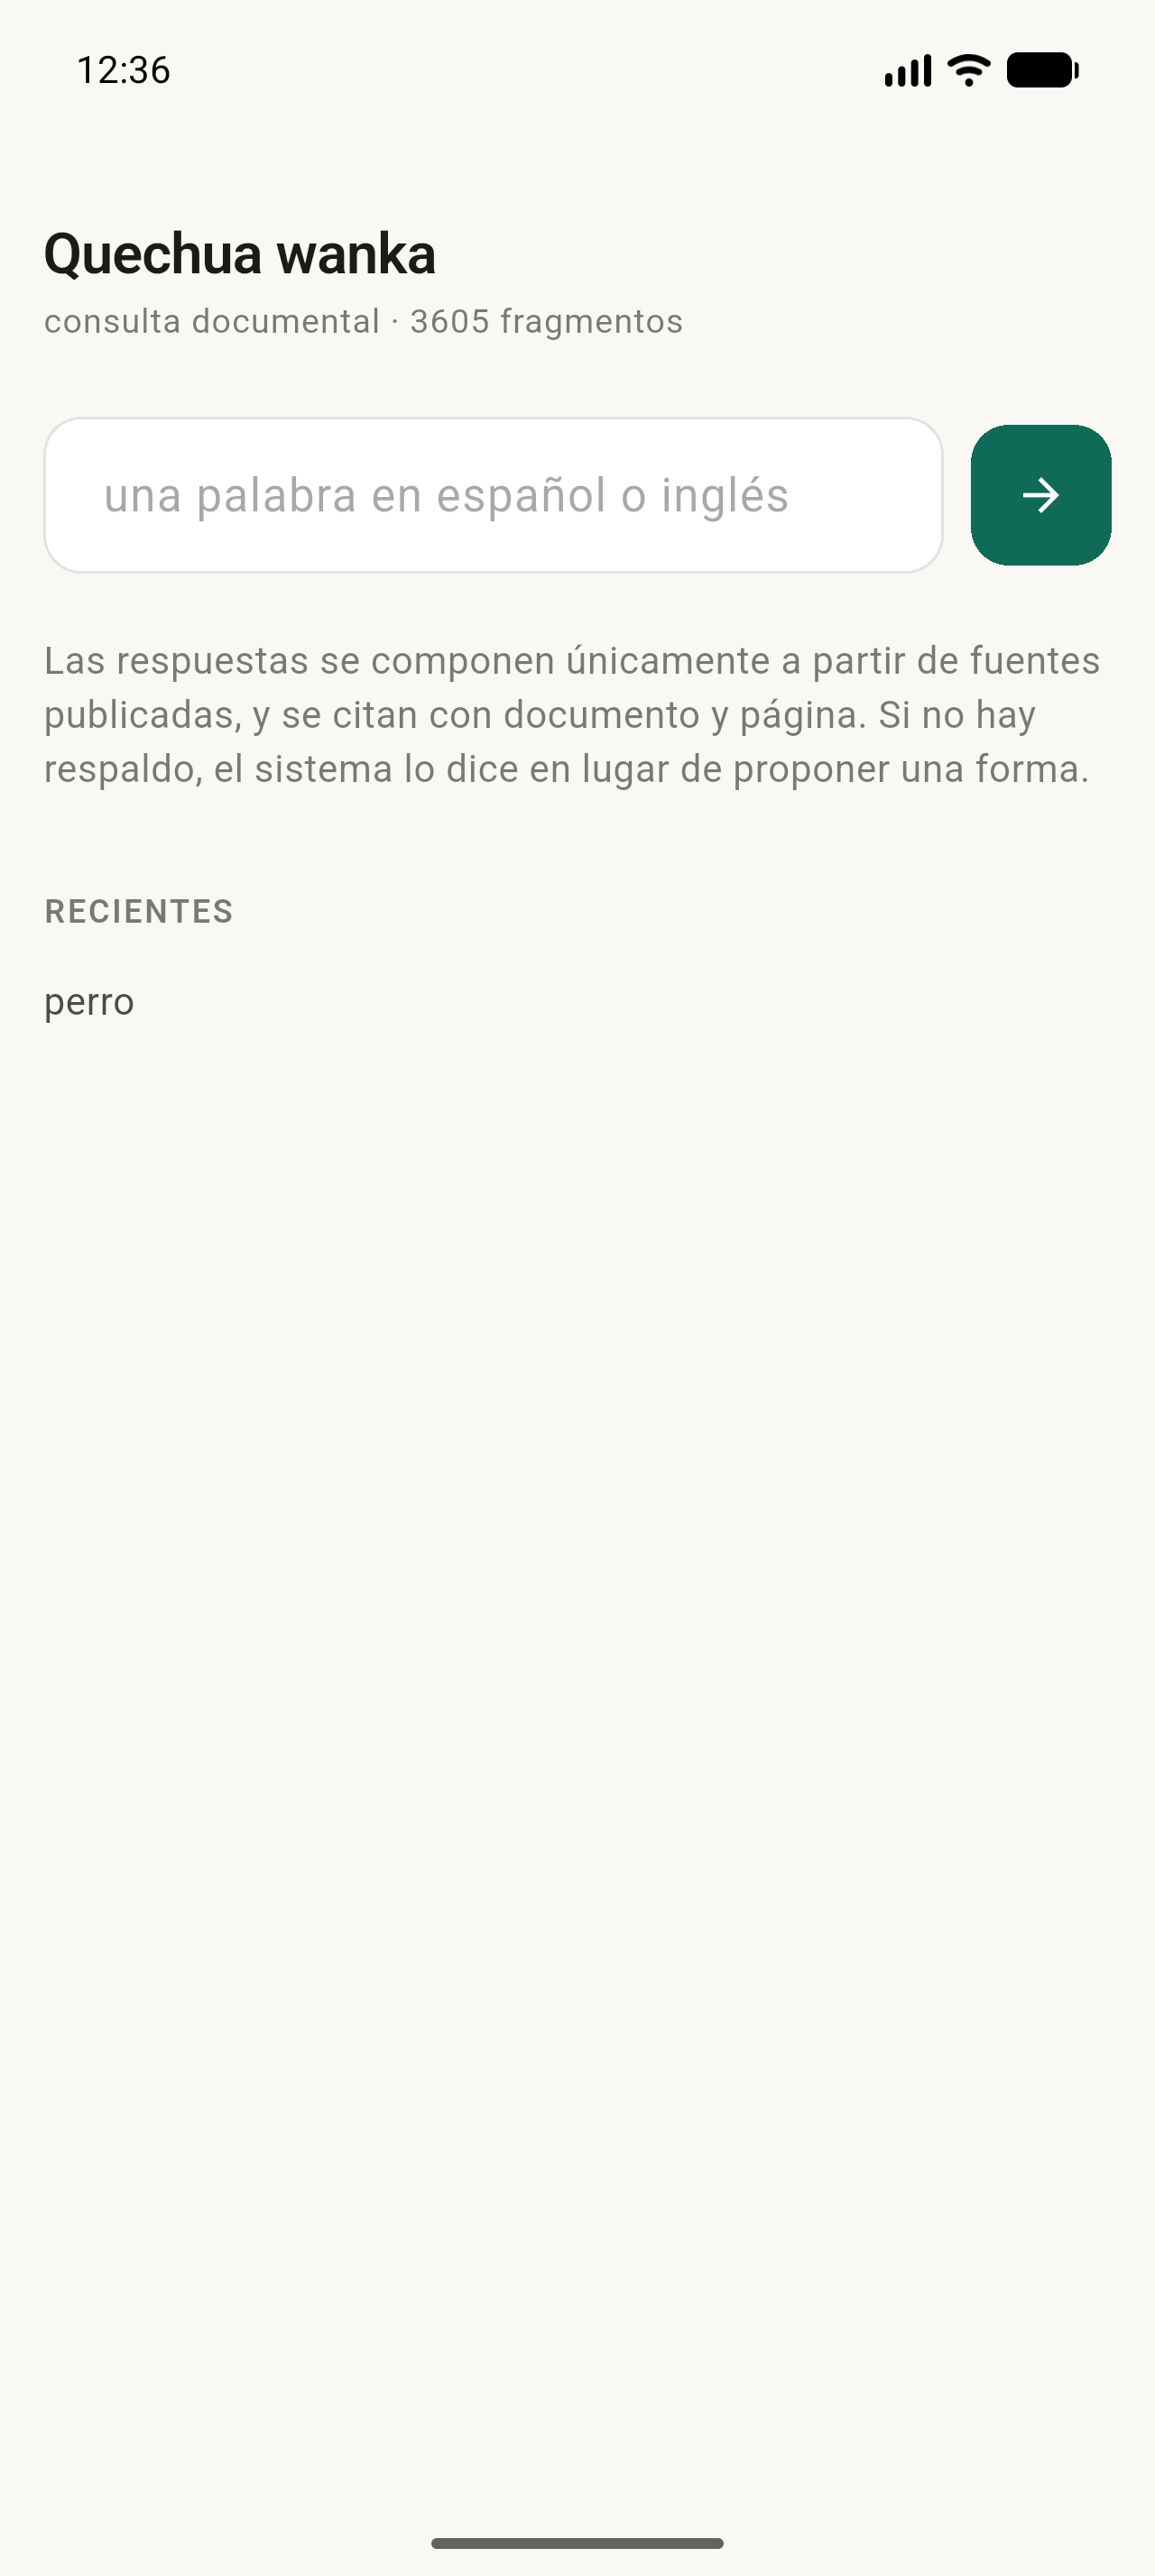 12:36
Quechua wanka
consulta documental · 3605 fragmentos
una palabra en español o inglés
Las respuestas se componen únicamente a partir de fuentes
publicadas, y se citan con documento y página. Si no hay
respaldo, el sistema lo dice en lugar de proponer una forma.
RECIENTES
perro